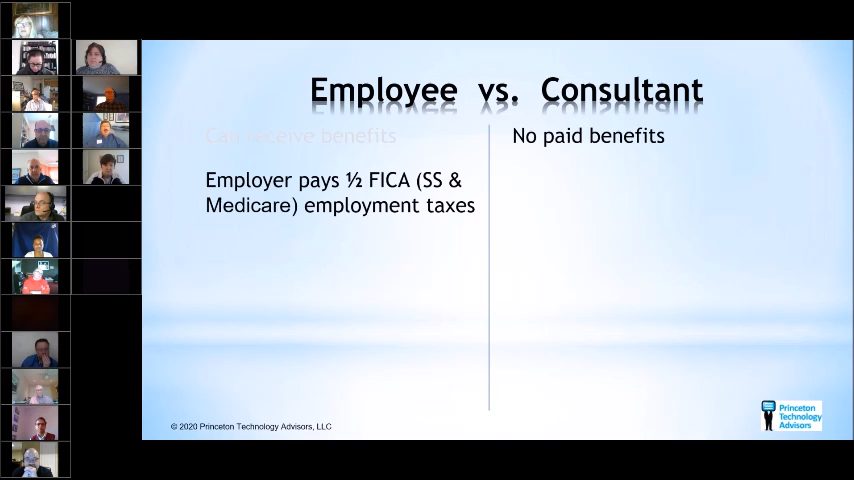 Employee vs. Consultant
Can receive benefits
No paid benefits
Employer pays ½ FICA (SS &
Medicare) employment taxes
© 2020 Princeton Technology Advisors, LLC
Princeton
Technology
Advisors